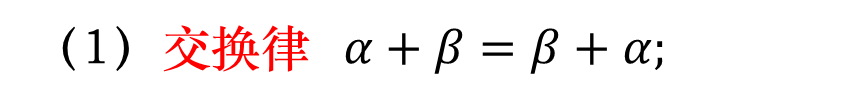 (1) 交换律 α + β = β + α;